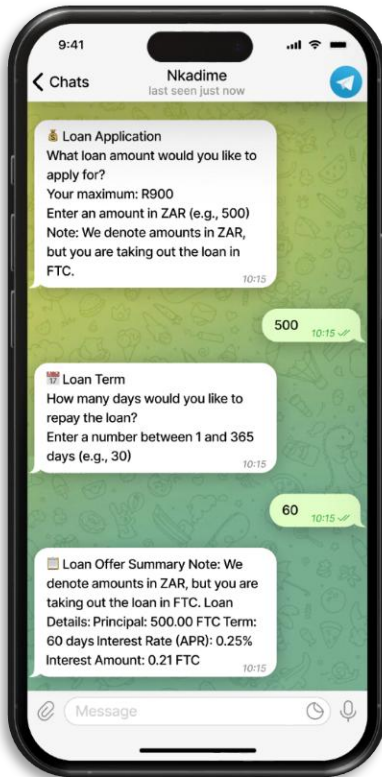 9:41
Chats
Nkadime
last seen just now
💰 Loan Application
What loan amount would you like to
apply for?
Your maximum: R900
Enter an amount in ZAR (e.g., 500)
Note: We denote amounts in ZAR,
but you are taking out the loan in
FTC.
10:15
500
10:15
📅 Loan Term
How many days would you like to
repay the loan?
Enter a number between 1 and 365
days (e.g., 30)
10:15
60
10:15
📋 Loan Offer Summary Note: We
denote amounts in ZAR, but you are
taking out the loan in FTC. Loan
Details: Principal: 500.00 FTC Term:
60 days Interest Rate (APR): 0.25%
Interest Amount: 0.21 FTC
10:15
Message